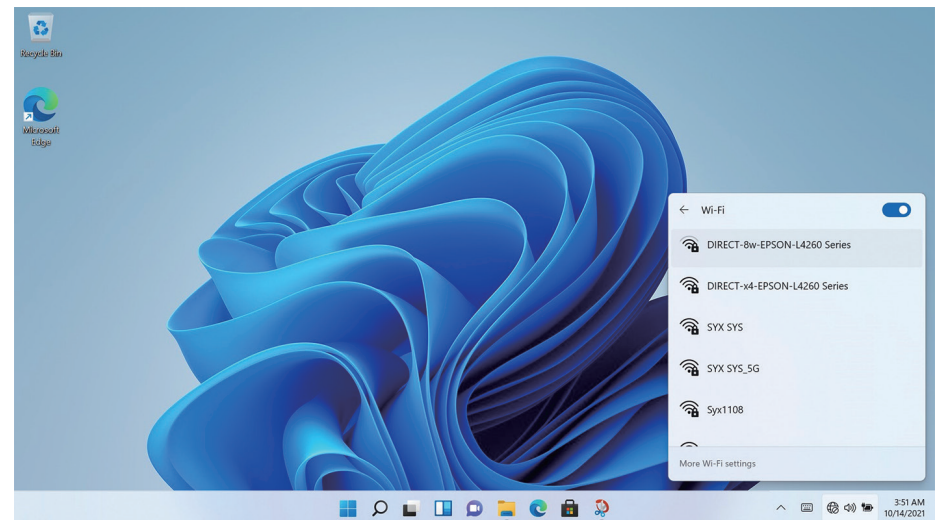 Recycle Bin
Microsoft
Edge
Wi-Fi
DIRECT-8w-EPSON-L4260 Series
DIRECT-x4-EPSON-L4260 Series
SYX SYS
SYX SYS_5G
Syx1108
More Wi-Fi settings
3:51 AM
10/14/2021